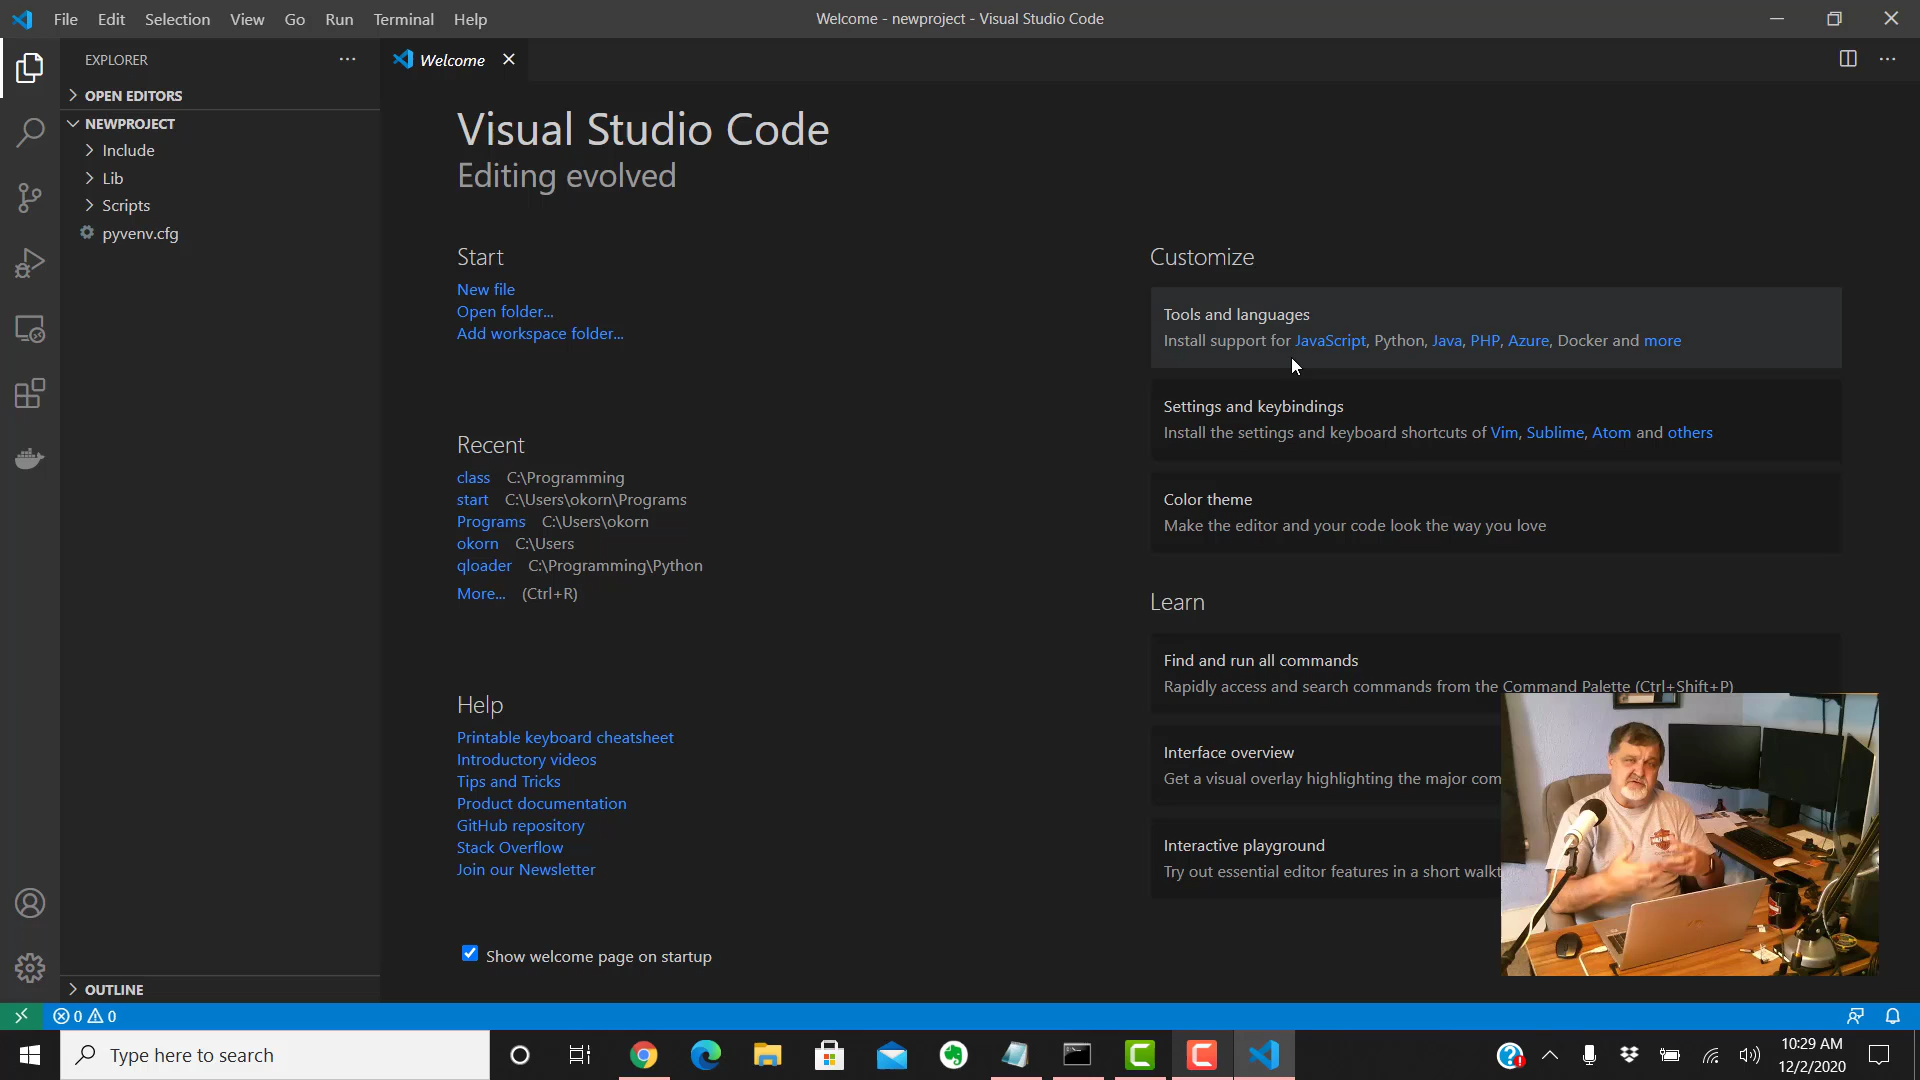 File Edit Selection View Go Run Terminal Help
Welcome - newproject - Visual Studio Code
EXPLORER
OPEN EDITORS
NEWPROJECT
Include
Lib
Scripts
pyvenv.cfg
OUTLINE
Welcome
Visual Studio Code
Editing evolved
Start
New file
Open folder...
Add workspace folder...
Recent
class C:\Programming
start C:\Users\okorn\Programs
Programs C:\Users\okorn
okorn C:\Users
qloader C:\Programming\Python
More... (Ctrl+R)
Help
Printable keyboard cheatsheet
Introductory videos
Tips and Tricks
Product documentation
GitHub repository
Stack Overflow
Join our Newsletter
Show welcome page on startup
Customize
Tools and languages
Install support for JavaScript, Python, Java, PHP, Azure, Docker and more
Settings and keybindings
Install the settings and keyboard shortcuts of Vim, Sublime, Atom and others
Color theme
Make the editor and your code look the way you love
Learn
Find and run all commands
Rapidly access and search commands from the Command Palette (Ctrl+Shift+P)
Interface overview
Get a visual overlay highlighting the major com
Interactive playground
Try out essential editor features in a short walkt
0 0
Type here to search
10:29 AM
12/2/2020